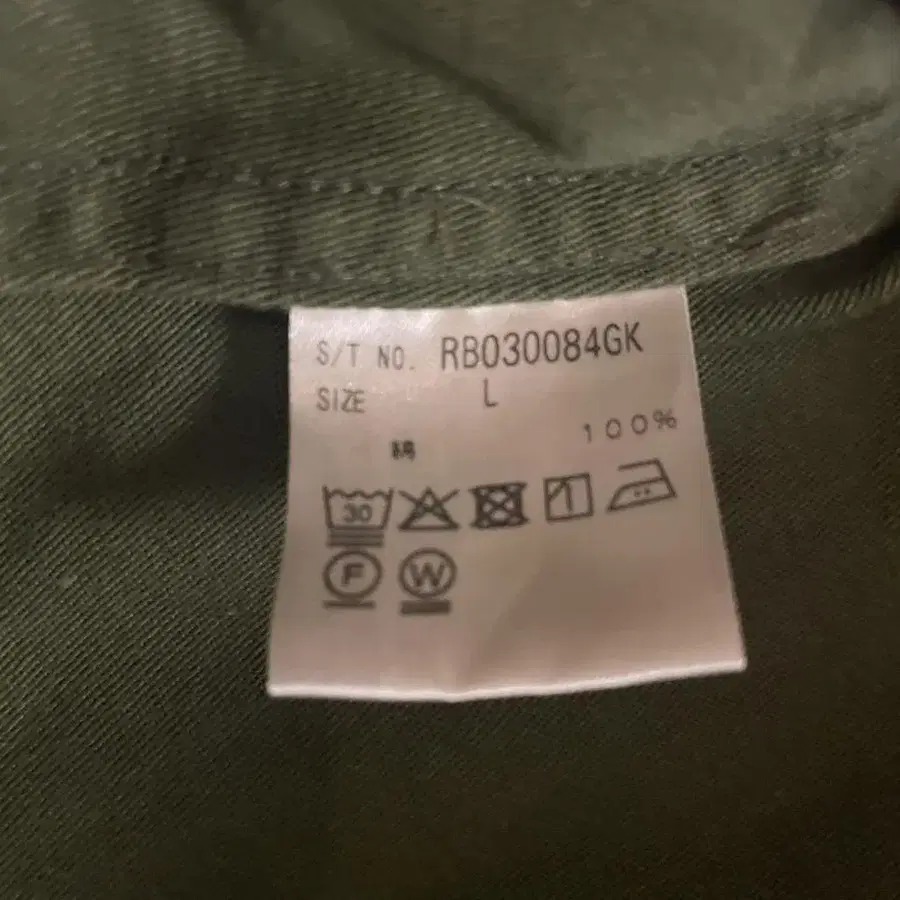 S/T NO. RB030084GK
SIZE L
綿 100%
30
F W